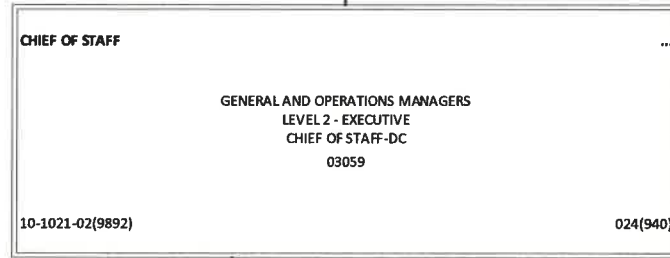 CHIEF OF STAFF ...
GENERAL AND OPERATIONS MANAGERS
LEVEL 2 - EXECUTIVE
CHIEF OF STAFF-DC
03059
10-1021-02(9892) 024(940)